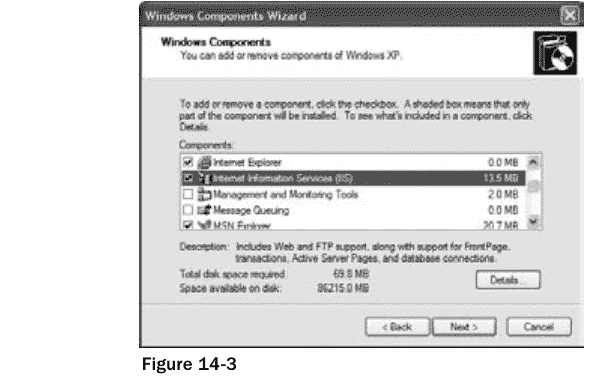 Windows Components Wizard
Windows Components
You can add or remove components of Windows XP.
To add or remove a component, click the checkbox. A shaded box means that only
part of the component will be installed. To see what's included in a component, click
Details.
Components:
Internet Explorer 0.0 MB
Internet Information Services (IIS) 13.5 MB
Management and Monitoring Tools 2.0 MB
Message Queuing 0.0 MB
MSN Explorer 20.7 MB
Description: Includes Web and FTP support, along with support for FrontPage,
transactions, Active Server Pages, and database connections.
Total disk space required: 69.8 MB
Space available on disk: 86215.0 MB
Details...
< Back Next > Cancel
Figure 14-3